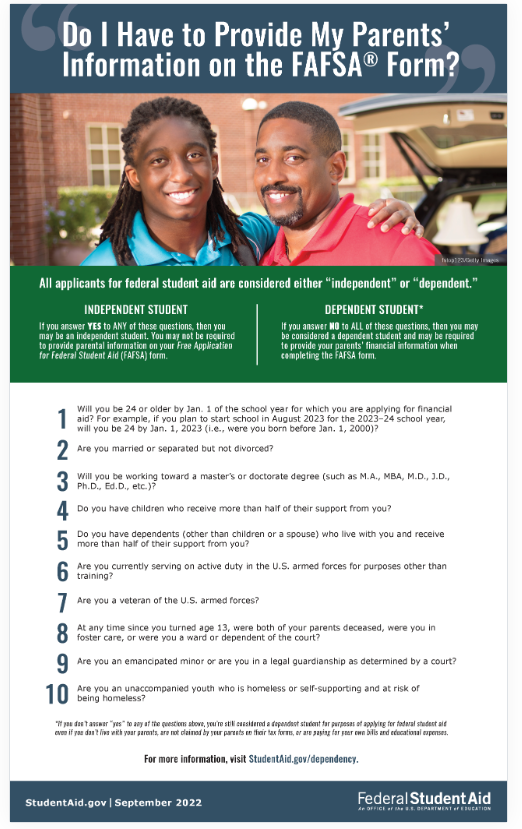 Do I Have to Provide My Parents’
Information on the FAFSA® Form?
fstop123/Getty Images
All applicants for federal student aid are considered either “independent” or “dependent.”
INDEPENDENT STUDENT
If you answer YES to ANY of these questions, then you
may be an independent student. You may not be required
to provide parental information on your Free Application
for Federal Student Aid (FAFSA) form.
DEPENDENT STUDENT*
If you answer NO to ALL of these questions, then you may
be considered a dependent student and may be required
to provide your parents’ financial information when
completing the FAFSA form.
1 Will you be 24 or older by Jan. 1 of the school year for which you are applying for financial
aid? For example, if you plan to start school in August 2023 for the 2023–24 school year,
will you be 24 by Jan. 1, 2023 (i.e., were you born before Jan. 1, 2000)?
2 Are you married or separated but not divorced?
3 Will you be working toward a master’s or doctorate degree (such as M.A., MBA, M.D., J.D.,
Ph.D., Ed.D., etc.)?
4 Do you have children who receive more than half of their support from you?
5 Do you have dependents (other than children or a spouse) who live with you and receive
more than half of their support from you?
6 Are you currently serving on active duty in the U.S. armed forces for purposes other than
training?
7 Are you a veteran of the U.S. armed forces?
8 At any time since you turned age 13, were both of your parents deceased, were you in
foster care, or were you a ward or dependent of the court?
9 Are you an emancipated minor or are you in a legal guardianship as determined by a court?
10 Are you an unaccompanied youth who is homeless or self-supporting and at risk of
being homeless?
*If you don’t answer “yes” to any of the questions above, you’re still considered a dependent student for purposes of applying for federal student aid
even if you don’t live with your parents, are not claimed by your parents on their tax forms, or are paying for your own bills and educational expenses.
For more information, visit StudentAid.gov/dependency.
StudentAid.gov | September 2022
Federal Student Aid
An OFFICE of the U.S. DEPARTMENT of EDUCATION